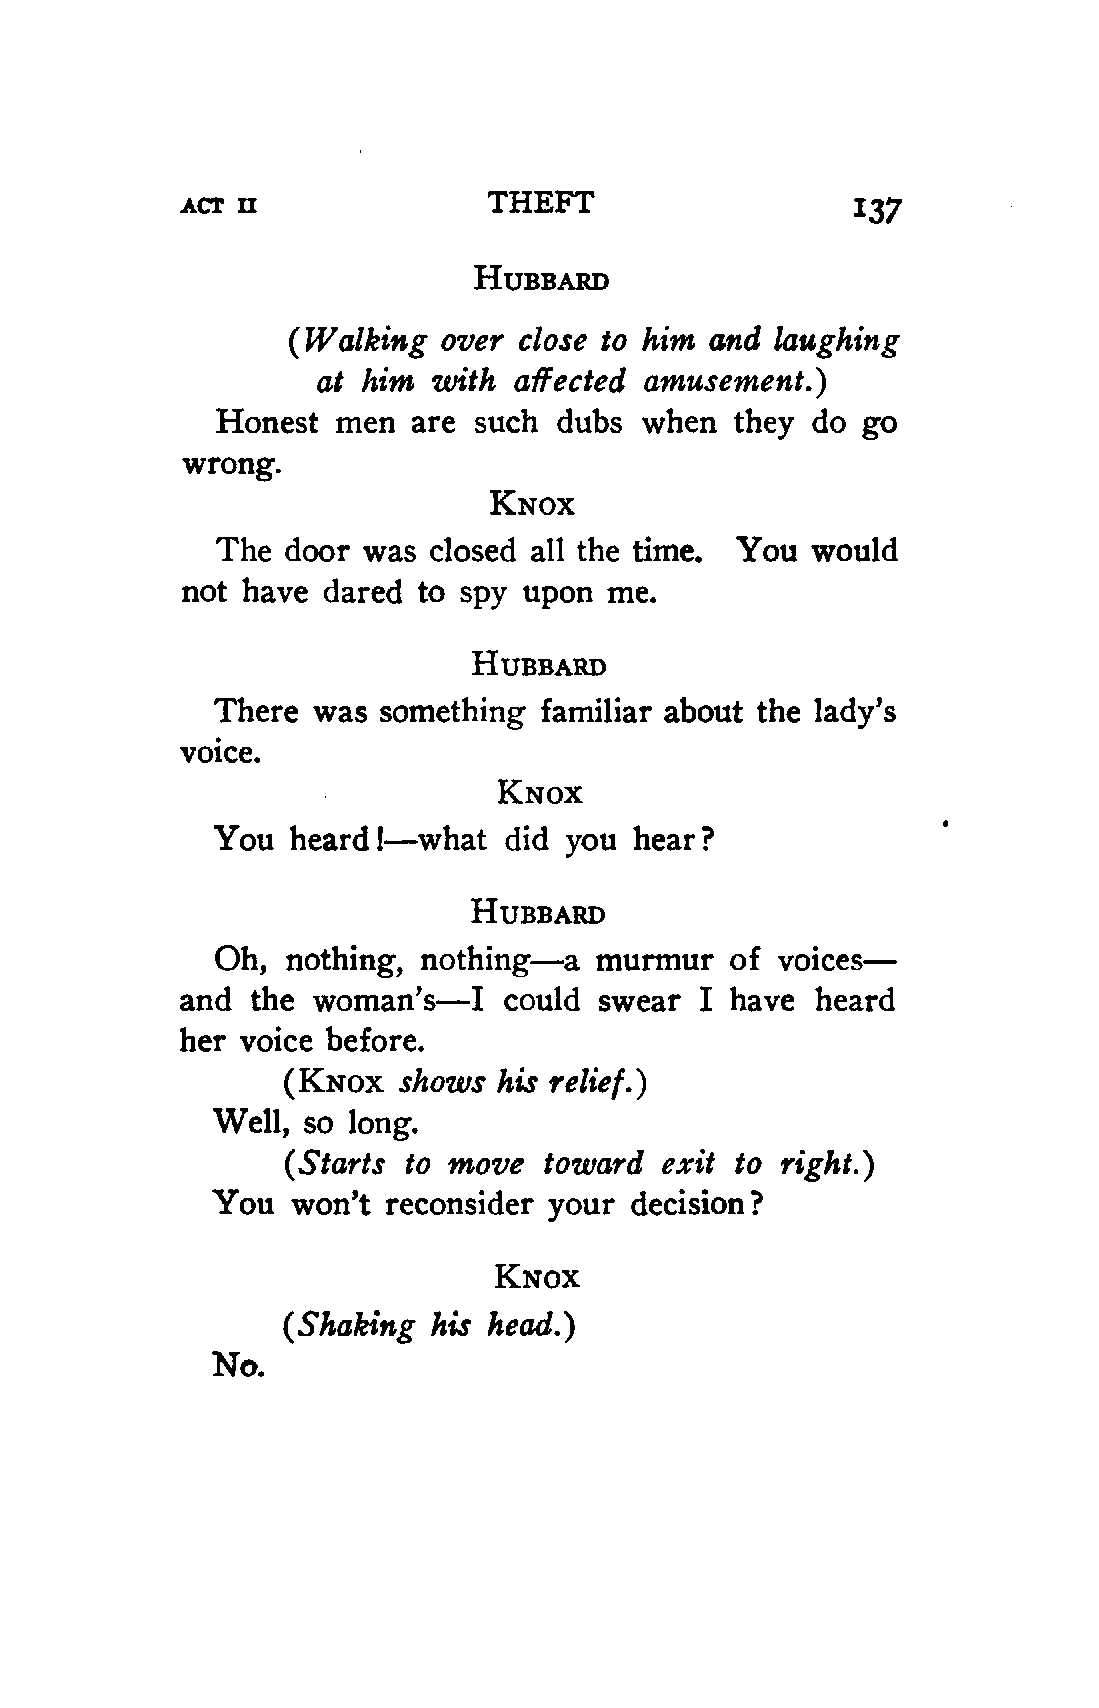 ACT II THEFT 137
HUBBARD
(Walking over close to him and laughing
at him with affected amusement.)
Honest men are such dubs when they do go
wrong.
KNOX
The door was closed all the time. You would
not have dared to spy upon me.
HUBBARD
There was something familiar about the lady's
voice.
KNOX
You heard!—what did you hear?
HUBBARD
Oh, nothing, nothing—a murmur of voices—
and the woman's—I could swear I have heard
her voice before.
(KNOX shows his relief.)
Well, so long.
(Starts to move toward exit to right.)
You won't reconsider your decision?
KNOX
(Shaking his head.)
No.